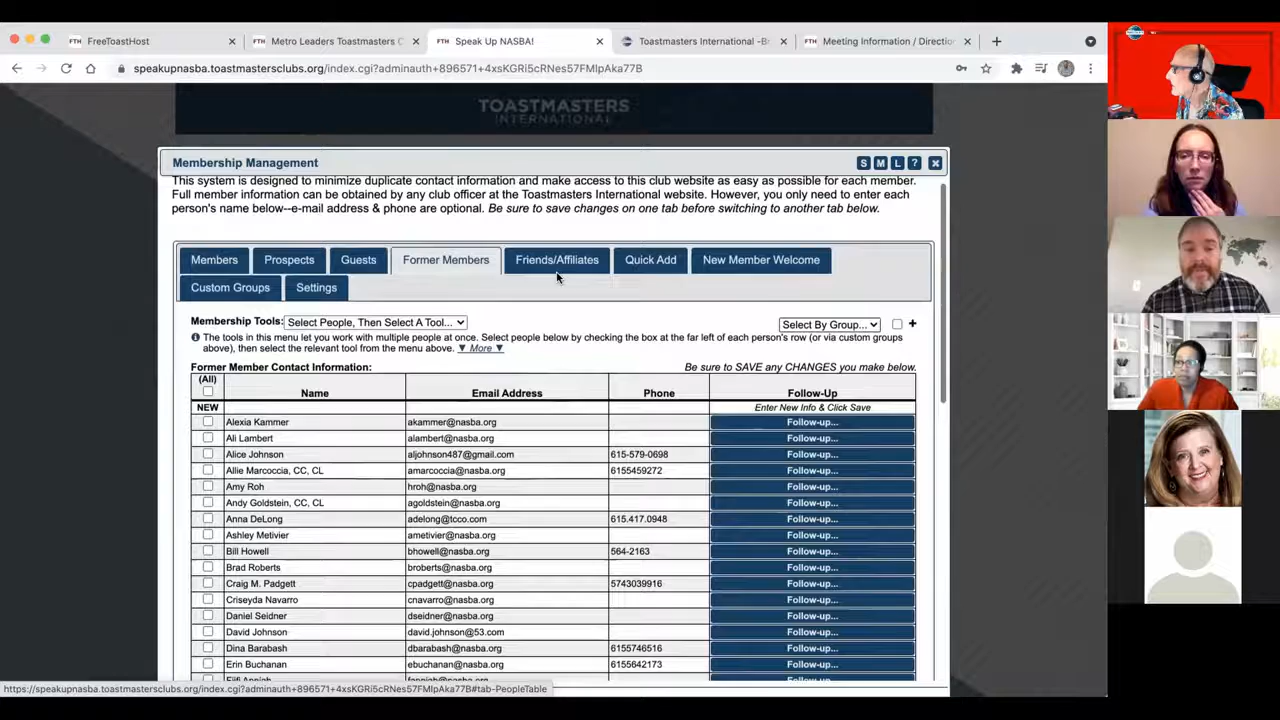 FTH FreeToastHost
FTH Metro Leaders Toastmasters C
FTH Speak Up NASBA!
Toastmasters International -B
FTH Meeting Information / Directio
speakupnasba.toastmastersclubs.org/index.cgi?adminauth+896571+4xsKGRi5cRNes57FMlpAka77B
TOASTMASTERS
INTERNATIONAL
Membership Management
S M L ?
This system is designed to minimize duplicate contact information and make access to this club website as easy as possible for each member.
Full member information can be obtained by any club officer at the Toastmasters International website. However, you only need to enter each
person's name below--e-mail address & phone are optional. Be sure to save changes on one tab before switching to another tab below.
Members Prospects Guests Former Members Friends/Affiliates Quick Add New Member Welcome
Custom Groups Settings
Membership Tools: Select People, Then Select A Tool... Select By Group...
The tools in this menu let you work with multiple people at once. Select people below by checking the box at the far left of each person's row (or via custom groups
above), then select the relevant tool from the menu above. ▼ More ▼
Former Member Contact Information: Be sure to SAVE any CHANGES you make below.
(All) Name Email Address Phone Follow-Up
NEW Enter New Info & Click Save
Alexia Kammer akammer@nasba.org Follow-up...
Ali Lambert alambert@nasba.org Follow-up...
Alice Johnson aljohnson487@gmail.com 615-579-0698 Follow-up...
Allie Marcoccia, CC, CL amarcoccia@nasba.org 6155459272 Follow-up...
Amy Roh hroh@nasba.org Follow-up...
Andy Goldstein, CC, CL agoldstein@nasba.org Follow-up...
Anna DeLong adelong@tcco.com 615.417.0948 Follow-up...
Ashley Metivier ametivier@nasba.org Follow-up...
Bill Howell bhowell@nasba.org 564-2163 Follow-up...
Brad Roberts broberts@nasba.org Follow-up...
Craig M. Padgett cpadgett@nasba.org 5743039916 Follow-up...
Criseyda Navarro cnavarro@nasba.org Follow-up...
Daniel Seidner dseidner@nasba.org Follow-up...
David Johnson david.johnson@53.com Follow-up...
Dina Barabash dbarabash@nasba.org 6155746516 Follow-up...
Erin Buchanan ebuchanan@nasba.org 6155642173 Follow-up...
https://speakupnasba.toastmastersclubs.org/index.cgi?adminauth+896571+4xsKGRi5cRNes57FMlpAka77B#tab-PeopleTable